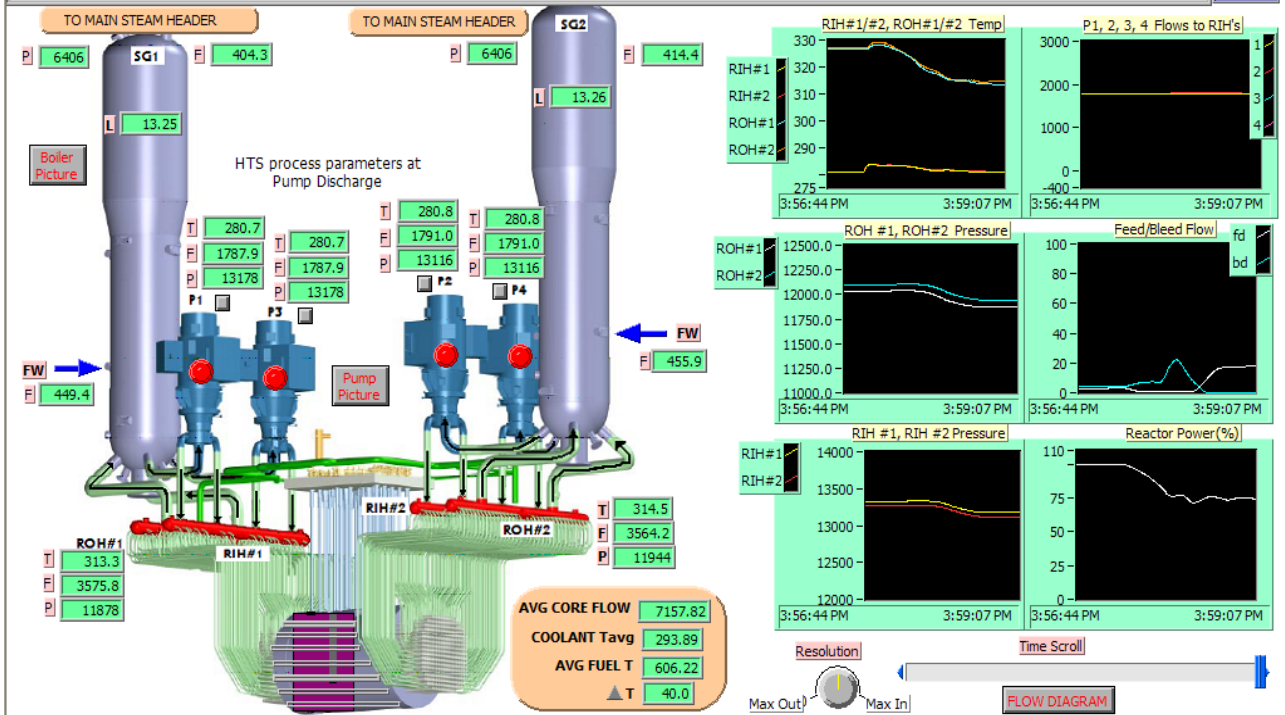 TO MAIN STEAM HEADER
P 6406
SG1
F 404.3
L 13.25
TO MAIN STEAM HEADER
P 6406
SG2
F 414.4
L 13.26
Boiler
Picture
HTS process parameters at
Pump Discharge
T 280.7
F 1787.9
P 13178
P1
T 280.7
F 1787.9
P 13178
P3
T 280.8
F 1791.0
P 13116
P2
T 280.8
F 1791.0
P 13116
P4
FW
F 449.4
FW
F 455.9
Pump
Picture
RIH#2
ROH#2
T 314.5
F 3564.2
P 11944
ROH#1
RIH#1
T 313.3
F 3575.8
P 11878
AVG CORE FLOW 7157.82
COOLANT Tavg 293.89
AVG FUEL T 606.22
T 40.0
RIH#1/#2, ROH#1/#2 Temp
RIH#1
RIH#2
ROH#1
ROH#2
330
320
310
300
290
275
3:56:44 PM 3:59:07 PM
P1, 2, 3, 4 Flows to RIH's
3000
2000
1000
0
-400
1
2
3
4
3:56:44 PM 3:59:07 PM
ROH #1, ROH#2 Pressure
ROH#1
ROH#2
12500.0
12250.0
12000.0
11750.0
11500.0
11250.0
11000.0
3:56:44 PM 3:59:07 PM
Feed/Bleed Flow
fd
bd
100
80
60
40
20
0
3:56:44 PM 3:59:07 PM
RIH #1, RIH #2 Pressure
RIH#1
RIH#2
14000
13500
13000
12500
12000
3:56:44 PM 3:59:07 PM
Reactor Power(%)
110
75
50
25
0
3:56:44 PM 3:59:07 PM
Resolution
Max Out
Max In
Time Scroll
FLOW DIAGRAM